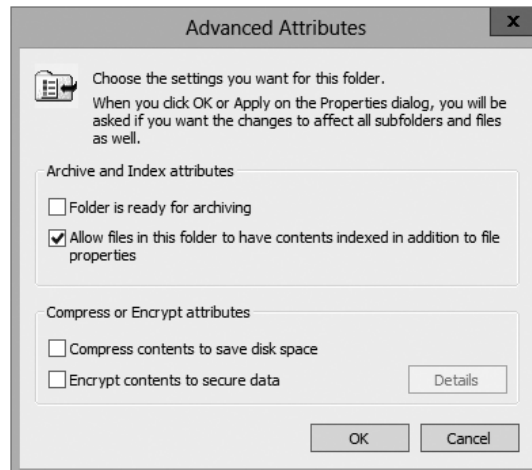 Advanced Attributes
x
Choose the settings you want for this folder.
When you click OK or Apply on the Properties dialog, you will be
asked if you want the changes to affect all subfolders and files
as well.
Archive and Index attributes
Folder is ready for archiving
Allow files in this folder to have contents indexed in addition to file
properties
Compress or Encrypt attributes
Compress contents to save disk space
Encrypt contents to secure data
Details
OK
Cancel